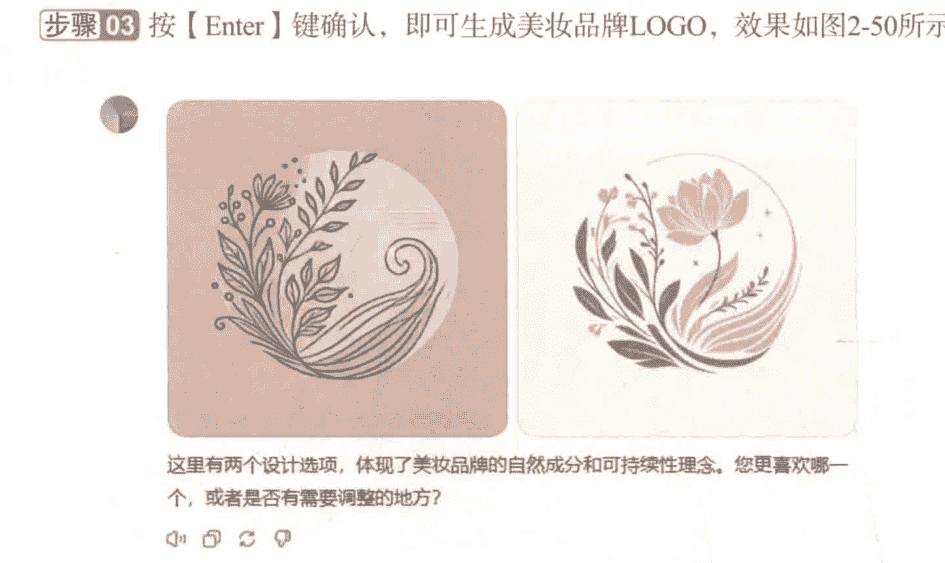 步骤 03 按【Enter】键确认，即可生成美妆品牌LOGO，效果如图2-50所示
这里有两个设计选项，体现了美妆品牌的自然成分和可持续性理念。您更喜欢哪一
个，或者是否有需要调整的地方？